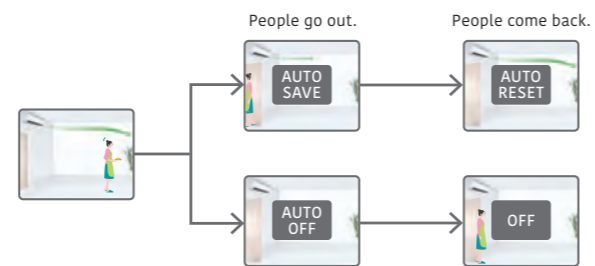 People go out.
People come back.
AUTO
SAVE
AUTO
RESET
AUTO
OFF
OFF